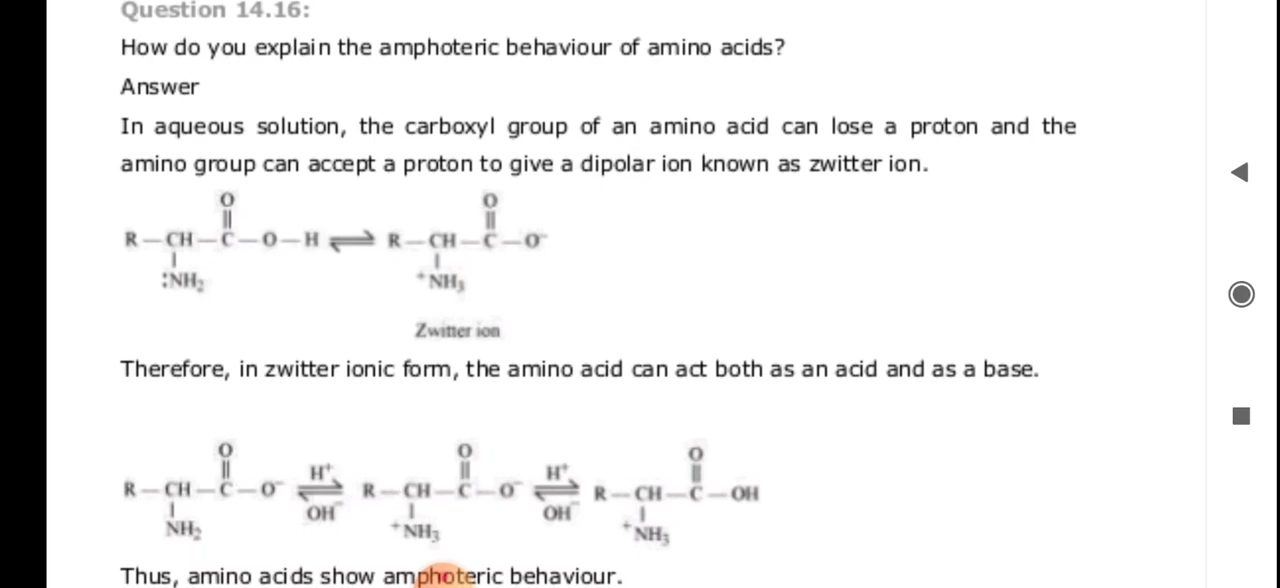 Question 14.16:
How do you explain the amphoteric behaviour of amino acids?
Answer
In aqueous solution, the carboxyl group of an amino acid can lose a proton and the
amino group can accept a proton to give a dipolar ion known as zwitter ion.
O O
|| ||
R — CH — C — O — H ⇌ R — CH — C — O⁻
| |
:NH₂ ⁺NH₃
Zwitter ion
Therefore, in zwitter ionic form, the amino acid can act both as an acid and as a base.
O O O
|| || ||
R — CH — C — O⁻ H⁺ ⇌ OH⁻ R — CH — C — O⁻ H⁺ ⇌ OH⁻ R — CH — C — OH
| | |
NH₂ ⁺NH₃ ⁺NH₃
Thus, amino acids show amphoteric behaviour.